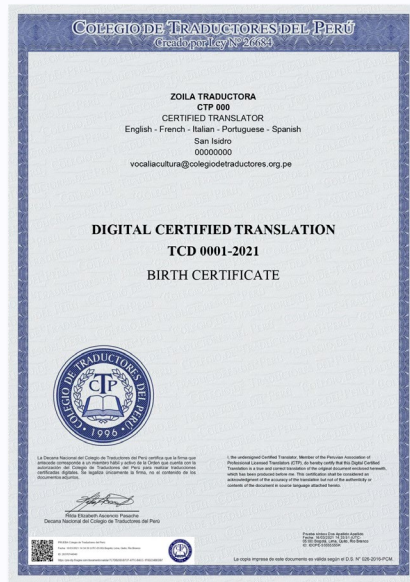 COLEGIO DE TRADUCTORES DEL PERÚ
Creado por Ley Nº 26684
ZOILA TRADUCTORA
CTP 000
CERTIFIED TRANSLATOR
English - French - Italian - Portuguese - Spanish
San Isidro
00000000
vocaliacultura@colegiodetraductores.org.pe
DIGITAL CERTIFIED TRANSLATION
TCD 0001-2021
BIRTH CERTIFICATE
COLEGIO DE TRADUCTORES DEL PERÚ
CTP
1996
La Decana Nacional del Colegio de Traductores del Perú certifica que la firma que
antecede corresponde a un miembro hábil y activo de la Orden que cuenta con la
autorización del Colegio de Traductores del Perú para realizar traducciones
certificadas digitales. Se legaliza únicamente la firma, no el contenido de los
documentos adjuntos.
I, the undersigned Certified Translator, Member of the Peruvian Association of
Professional Licensed Translators (CTP), do hereby certify that this Digital Certified
Translation is a true and correct translation of the original document enclosed herewith,
which has been produced before me. This certification shall be considered an
acknowledgment of the accuracy of the translation but not of the authenticity or
contents of the document in source language attached hereto.
Hilda Elizabeth Asencio Pasache
Decana Nacional del Colegio de Traductores del Perú
La copia impresa de este documento es válida según el D.S. N° 026-2016-PCM.